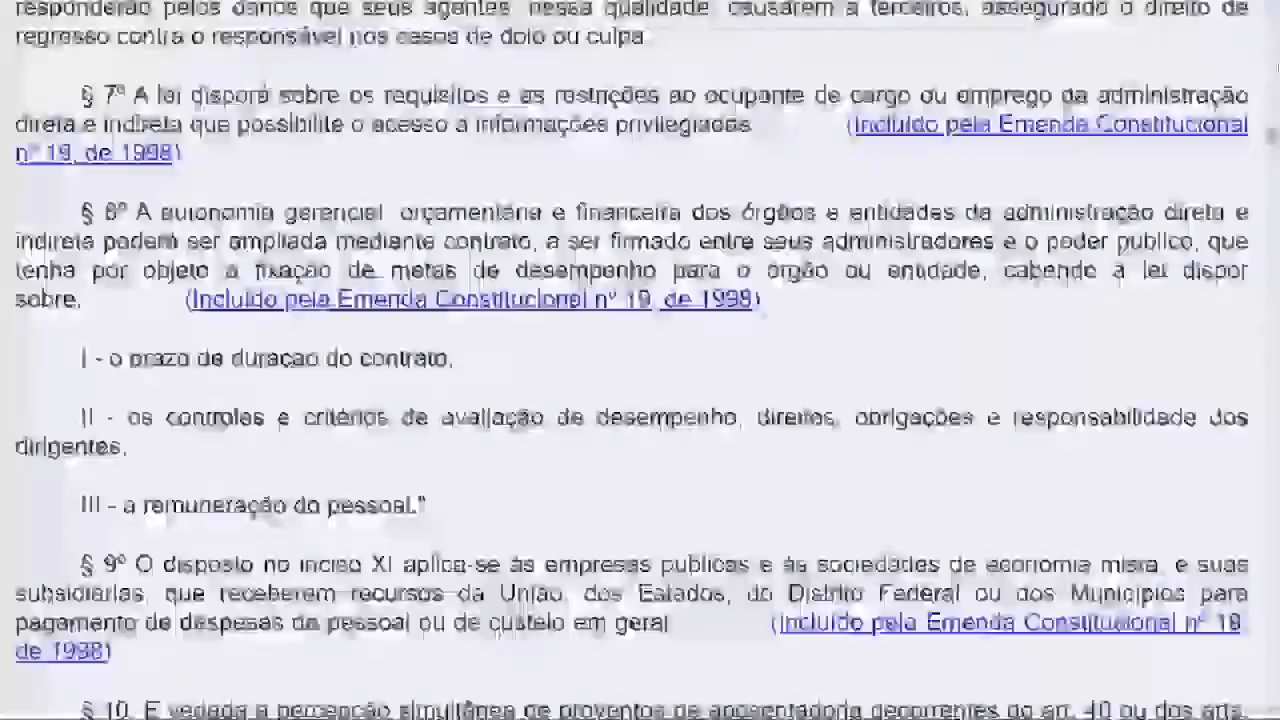 responderão pelos danos que seus agentes, nessa qualidade, causarem a terceiros, assegurado o direito de
regresso contra o responsável nos casos de dolo ou culpa.
§ 7º A lei disporá sobre os requisitos e as restrições ao ocupante de cargo ou emprego da administração
direta e indireta que possibilite o acesso a informações privilegiadas. (Incluído pela Emenda Constitucional
nº 19, de 1998)
§ 8º A autonomia gerencial, orçamentária e financeira dos órgãos e entidades da administração direta e
indireta poderá ser ampliada mediante contrato, a ser firmado entre seus administradores e o poder público, que
tenha por objeto a fixação de metas de desempenho para o órgão ou entidade, cabendo à lei dispor
sobre: (Incluído pela Emenda Constitucional nº 19, de 1998)
I - o prazo de duração do contrato;
II - os controles e critérios de avaliação de desempenho, direitos, obrigações e responsabilidade dos
dirigentes;
III - a remuneração do pessoal."
§ 9º O disposto no inciso XI aplica-se às empresas públicas e às sociedades de economia mista, e suas
subsidiárias, que receberem recursos da União, dos Estados, do Distrito Federal ou dos Municípios para
pagamento de despesas de pessoal ou de custeio em geral. (Incluído pela Emenda Constitucional nº 19,
de 1998)
§ 10. É vedada a percepção simultânea de proventos de aposentadoria decorrentes do art. 40 ou dos arts.